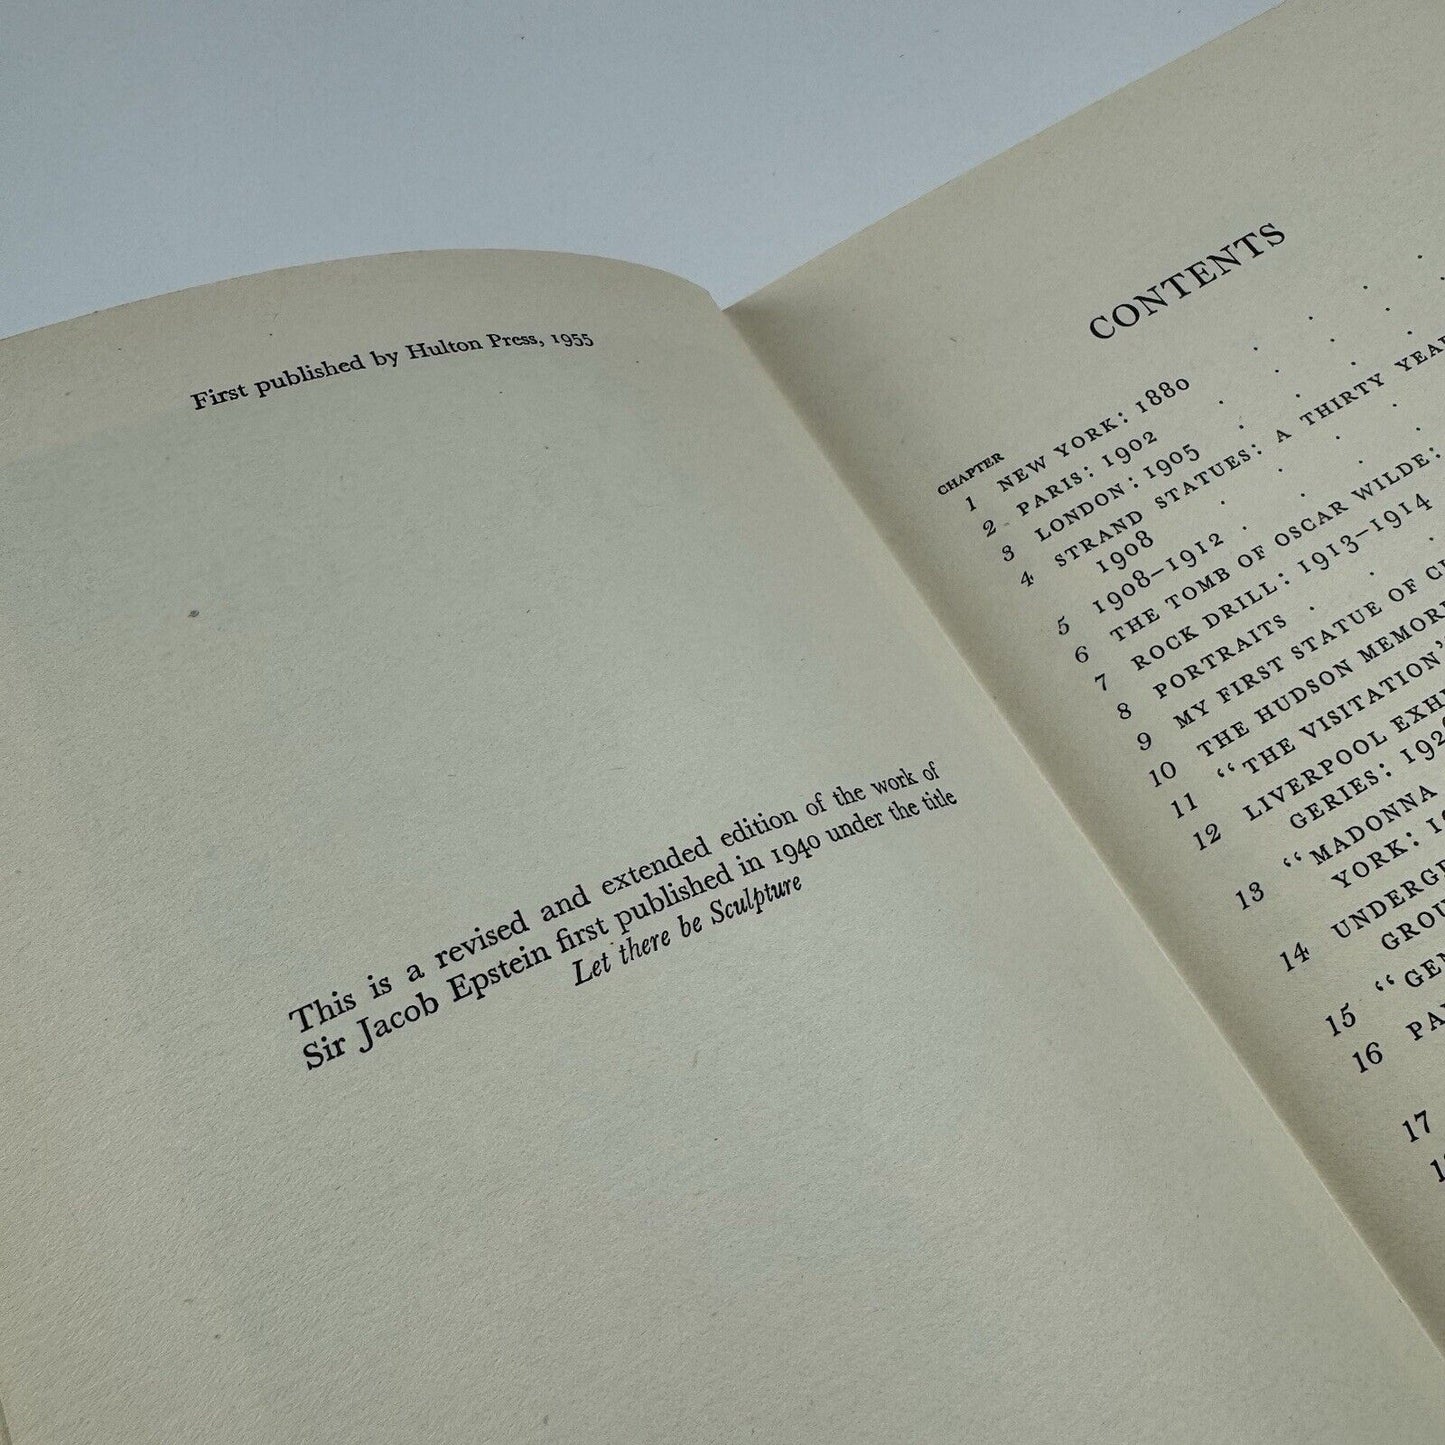 First published by Hulton Press, 1955
This is a revised and extended edition of the work of
Sir Jacob Epstein first published in 1940 under the title
Let there be Sculpture
CONTENTS
CHAPTER
1 NEW YORK: 1880
2 PARIS: 1902
3 LONDON: 1905
4 STRAND STATUES: A THIRTY
1908
5 1908–1912
6 THE TOMB OF OSCAR WILDE:
7 ROCK DRILL: 1913–1914
8 PORTRAITS
9 MY FIRST STATUE OF
10 THE HUDSON
11 "THE VISITATION"
12 LIVERPOOL
GERIES:
13 "MADONNA
YORK:
14
15
16
17